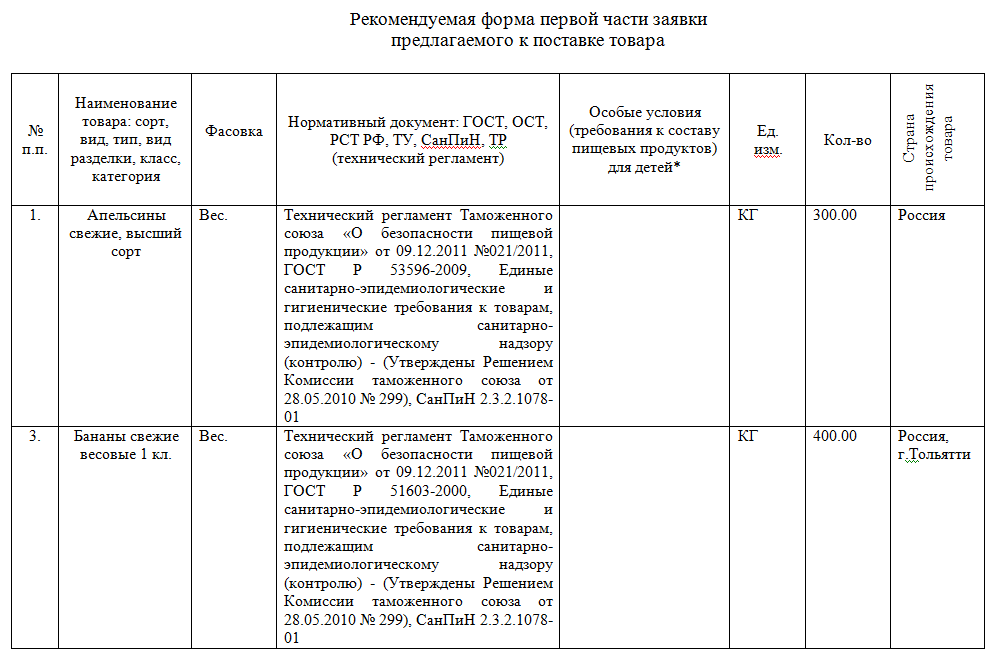 Рекомендуемая форма первой части заявки
предлагаемого к поставке товара
№
п.п.
Наименование
товара: сорт,
вид, тип, вид
разделки, класс,
категория
Фасовка
Нормативный документ: ГОСТ, ОСТ,
РСТ РФ, ТУ, СанПиН, ТР
(технический регламент)
Особые условия
(требования к составу
пищевых продуктов)
для детей*
Ед.
изм.
Кол-во
Страна
происхождения
товара
1.
Апельсины
свежие, высший
сорт
Вес.
Технический регламент Таможенного
союза «О безопасности пищевой
продукции» от 09.12.2011 №021/2011,
ГОСТ Р 53596-2009, Единые
санитарно-эпидемиологические и
гигиенические требования к товарам,
подлежащим санитарно-
эпидемиологическому надзору
(контролю) - (Утверждены Решением
Комиссии таможенного союза от
28.05.2010 № 299), СанПиН 2.3.2.1078-
01
КГ
300.00
Россия
3.
Бананы свежие
весовые 1 кл.
Вес.
Технический регламент Таможенного
союза «О безопасности пищевой
продукции» от 09.12.2011 №021/2011,
ГОСТ Р 51603-2000, Единые
санитарно-эпидемиологические и
гигиенические требования к товарам,
подлежащим санитарно-
эпидемиологическому надзору
(контролю) - (Утверждены Решением
Комиссии таможенного союза от
28.05.2010 № 299), СанПиН 2.3.2.1078-
01
КГ
400.00
Россия,
г.Тольятти